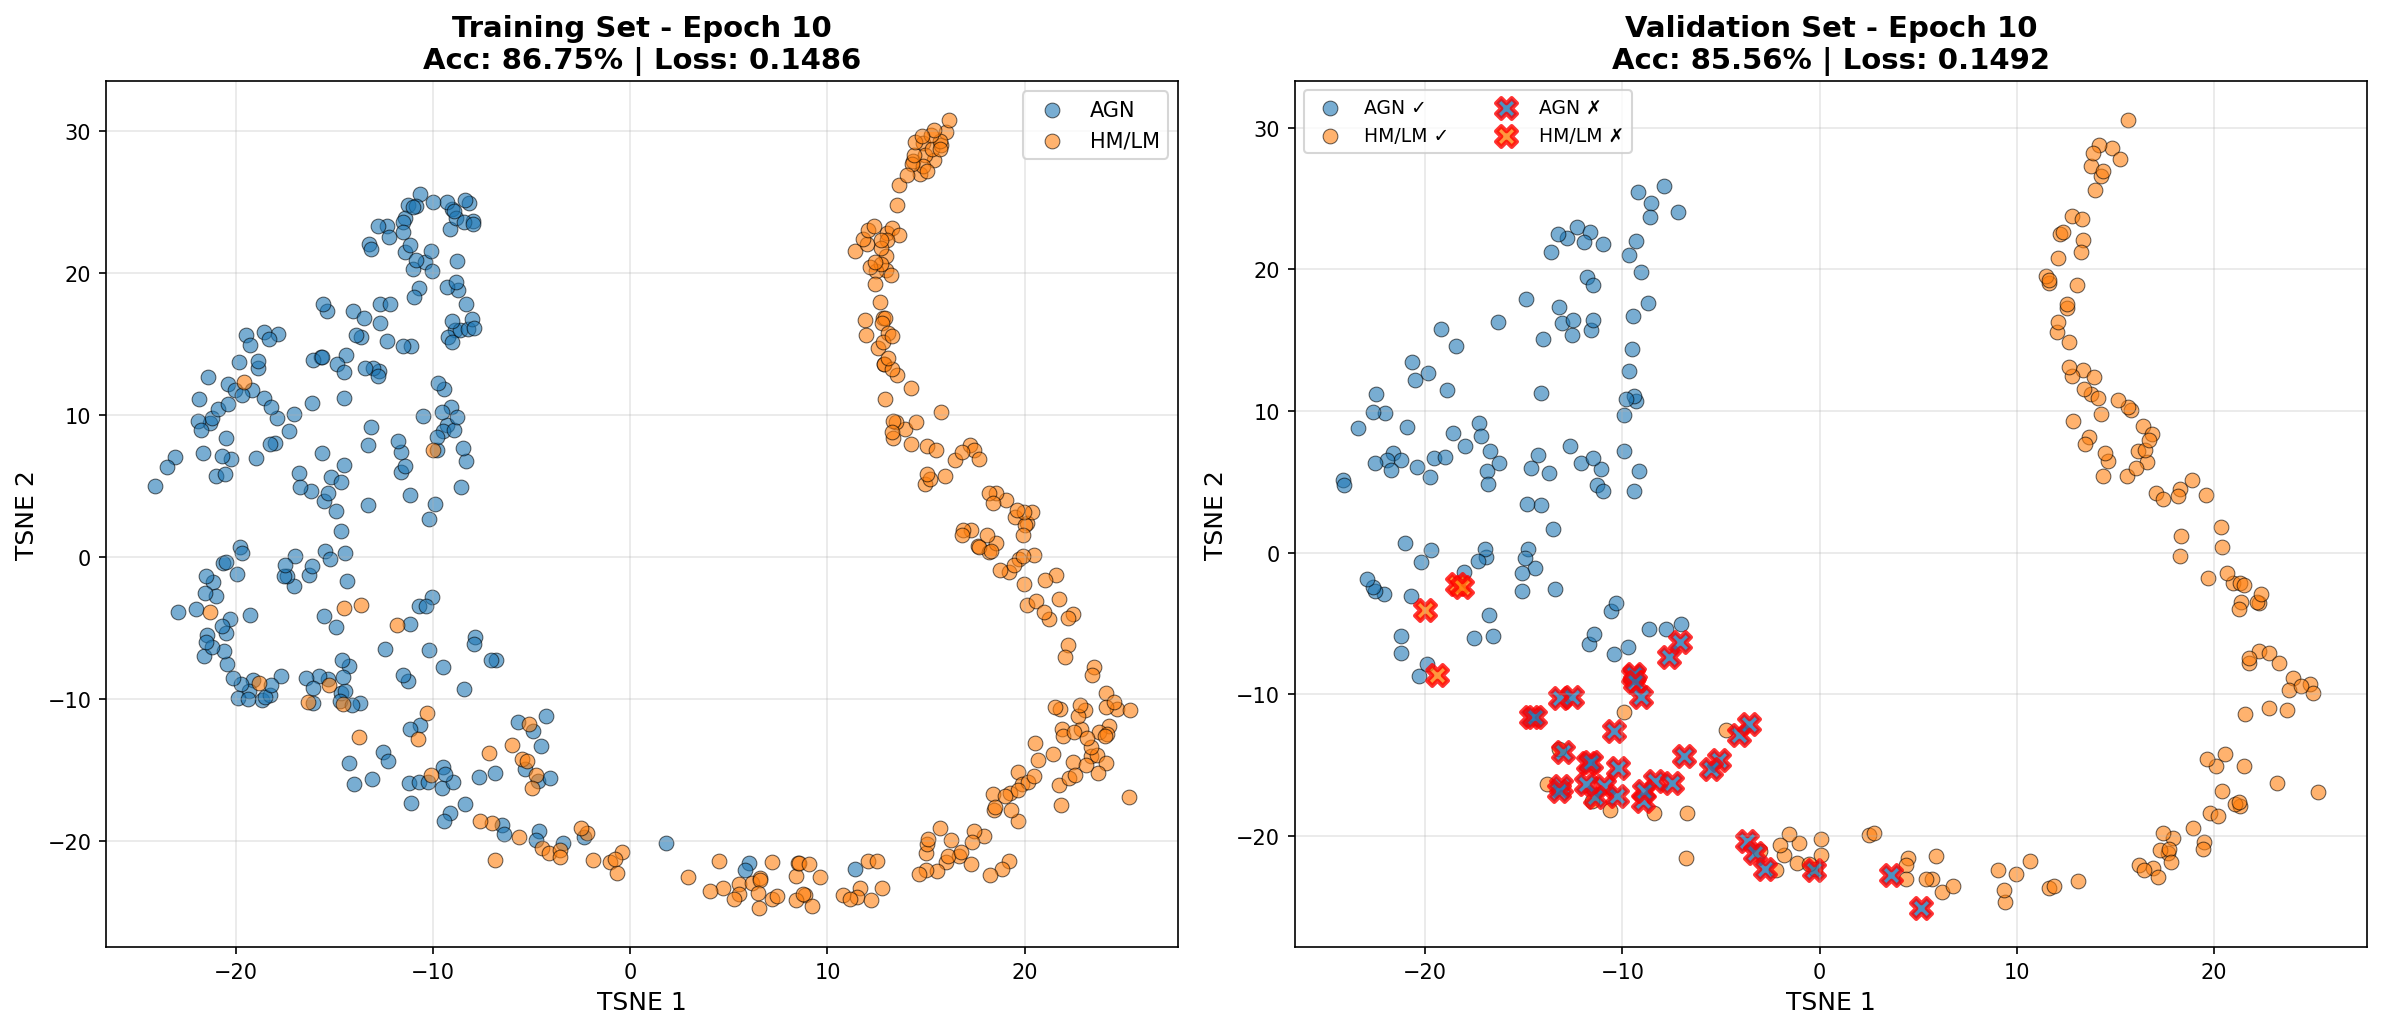 Training Set - Epoch 10
Acc: 86.75% | Loss: 0.1486
AGN
HM/LM
30
20
10
0
−10
−20
TSNE 2
−20
−10
0
10
20
TSNE 1
Validation Set - Epoch 10
Acc: 85.56% | Loss: 0.1492
AGN ✓
HM/LM ✓
AGN ✗
HM/LM ✗
30
20
10
0
−10
−20
TSNE 2
−20
−10
0
10
20
TSNE 1